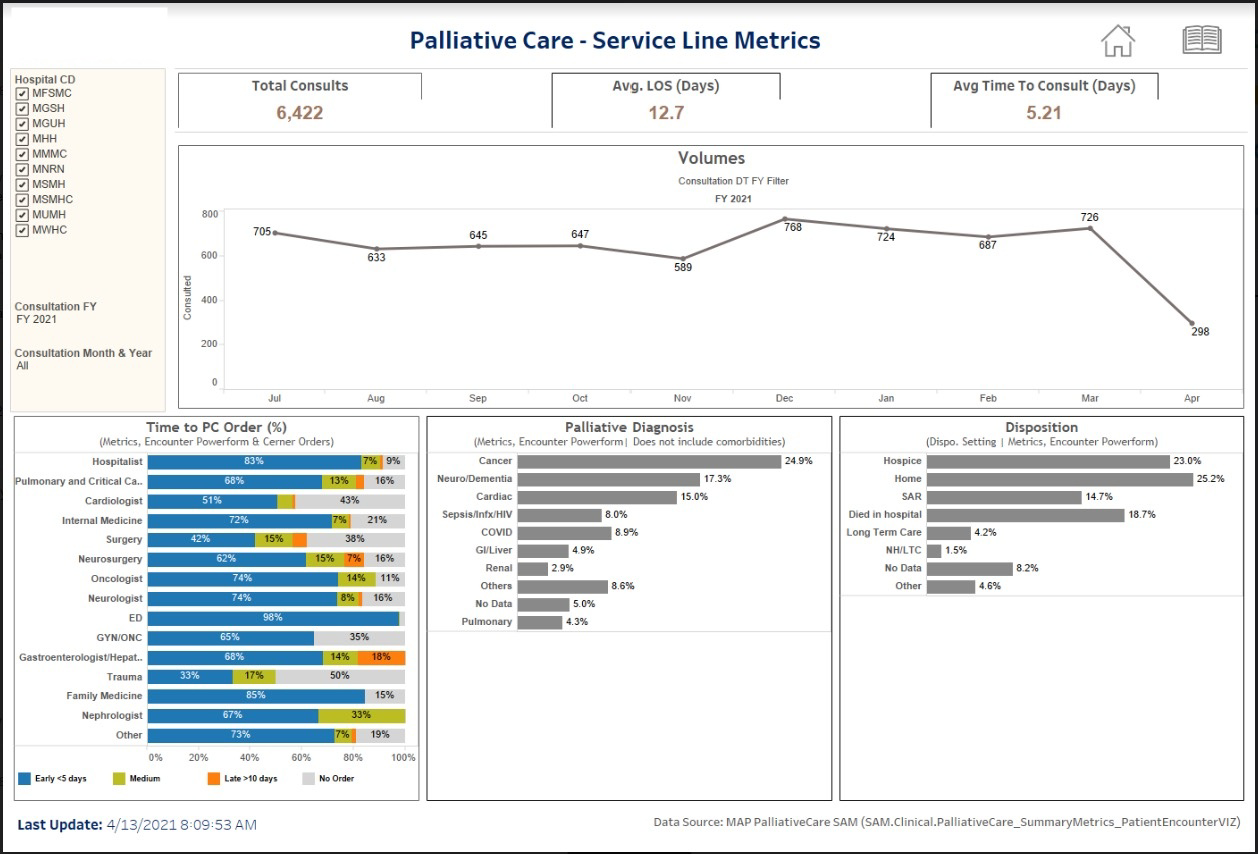 Palliative Care - Service Line Metrics
Hospital CD
MFSMC
MGSH
MGUH
MHH
MMMC
MNRN
MSMH
MSMHC
MUMH
MWHC
Consultation FY
FY 2021
Consultation Month & Year
All
Total Consults
6,422
Avg. LOS (Days)
12.7
Avg Time To Consult (Days)
5.21
Volumes
Consultation DT FY Filter
FY 2021
Consulted
800
600
400
200
0
705
633
645
647
589
768
724
687
726
298
Jul Aug Sep Oct Nov Dec Jan Feb Mar Apr
Time to PC Order (%)
(Metrics, Encounter Powerform & Cerner Orders)
Hospitalist 83% 7% 9%
Pulmonary and Critical Ca.. 68% 13% 16%
Cardiologist 51% 43%
Internal Medicine 72% 7% 21%
Surgery 42% 15% 38%
Neurosurgery 62% 15% 7% 16%
Oncologist 74% 14% 11%
Neurologist 74% 8% 16%
ED 98%
GYN/ONC 65% 35%
Gastroenterologist/Hepat.. 68% 14% 18%
Trauma 33% 17% 50%
Family Medicine 85% 15%
Nephrologist 67% 33%
Other 73% 7% 19%
0% 20% 40% 60% 80% 100%
Early <5 days Medium Late >10 days No Order
Palliative Diagnosis
(Metrics, Encounter Powerform| Does not include comorbidities)
Cancer 24.9%
Neuro/Dementia 17.3%
Cardiac 15.0%
Sepsis/Infx/HIV 8.0%
COVID 8.9%
GI/Liver 4.9%
Renal 2.9%
Others 8.6%
No Data 5.0%
Pulmonary 4.3%
Disposition
(Dispo. Setting | Metrics, Encounter Powerform)
Hospice 23.0%
Home 25.2%
SAR 14.7%
Died in hospital 18.7%
Long Term Care 4.2%
NH/LTC 1.5%
No Data 8.2%
Other 4.6%
Last Update: 4/13/2021 8:09:53 AM
Data Source: MAP PalliativeCare SAM (SAM.Clinical.PalliativeCare_SummaryMetrics_PatientEncounterVIZ)